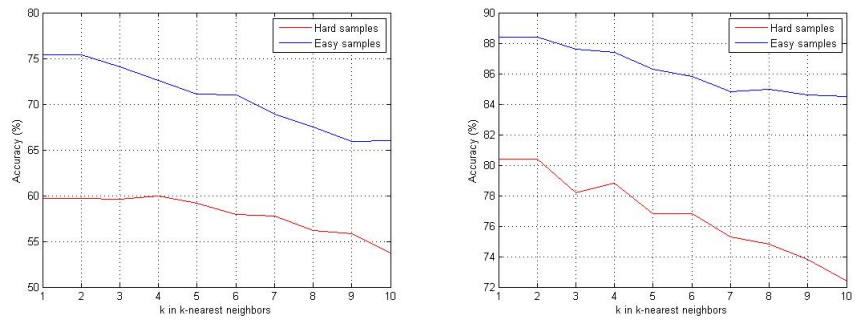 80
75
70
65
60
55
50
Accuracy (%)
Hard samples
Easy samples
1 2 3 4 5 6 7 8 9 10
k in k-nearest neighbors
90
88
86
84
82
80
78
76
74
72
Accuracy (%)
Hard samples
Easy samples
1 2 3 4 5 6 7 8 9 10
k in k-nearest neighbors